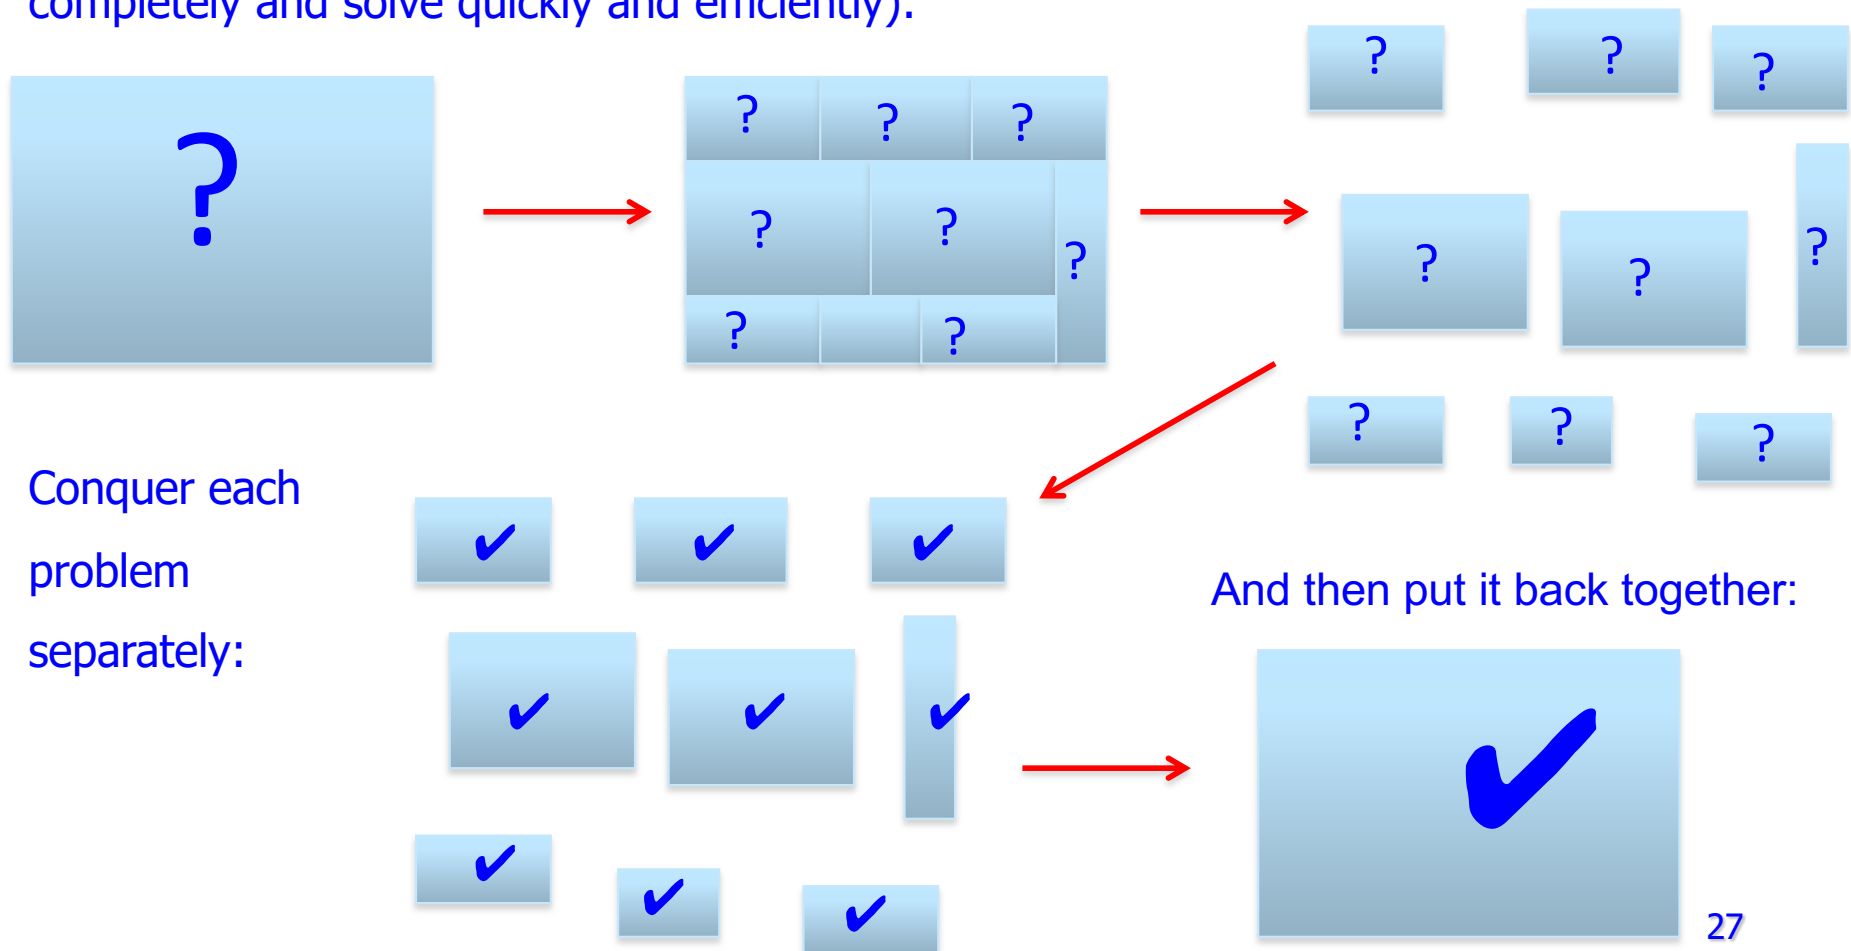 completely and solve quickly and efficiently).
? ? ?
?
? ? ?
? ? ?
? ?
? ? ?
? ?
Conquer each
problem
separately:
✔ ✔ ✔
And then put it back together:
✔ ✔ ✔
✔
✔ ✔ ✔
27